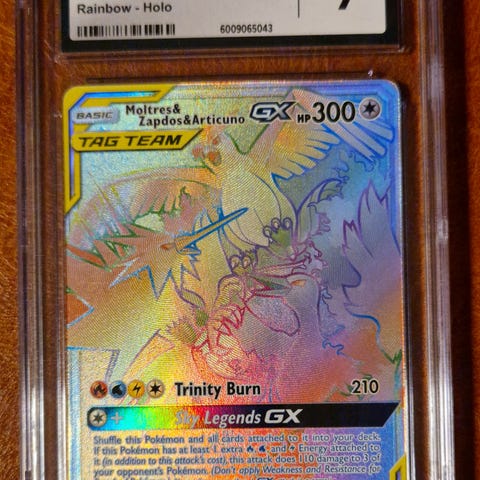 Rainbow - Holo
6009065043
BASIC
Moltres&
Zapdos&Articuno GX HP 300
TAG TEAM
Trinity Burn 210
Sky Legends GX
Shuffle this Pokémon and all cards attached to it into your deck.
If this Pokémon has at least 1 extra and Energy attached to
it (in addition to this attack's cost), this attack does 110 damage to 3 of
your opponent's Pokémon. (Don't apply Weakness and Resistance for